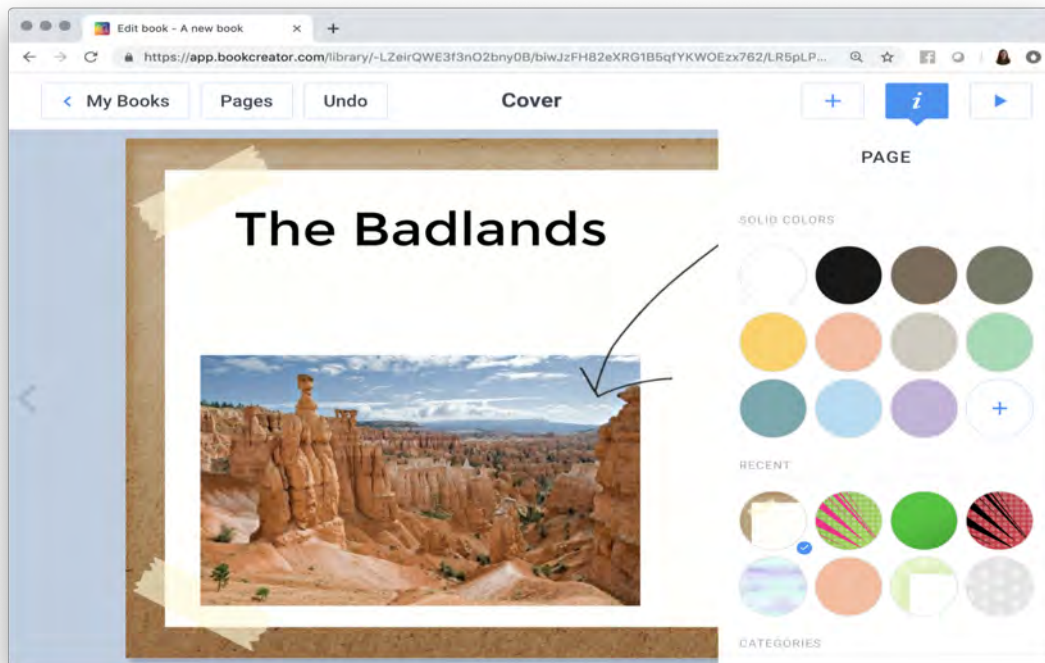 Edit book - A new book
https://app.bookcreator.com/library/-LZeirQWE3f3nO2bny0B/biwJzFH82eXRG1B5qfYKWOEzx762/LR5pLP...
My Books
Pages
Undo
Cover
PAGE
The Badlands
SOLID COLORS
RECENT
CATEGORIES